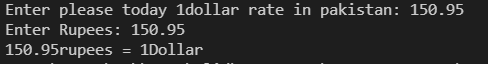 Enter please today 1dollar rate in pakistan: 150.95
Enter Rupees: 150.95
150.95rupees = 1Dollar